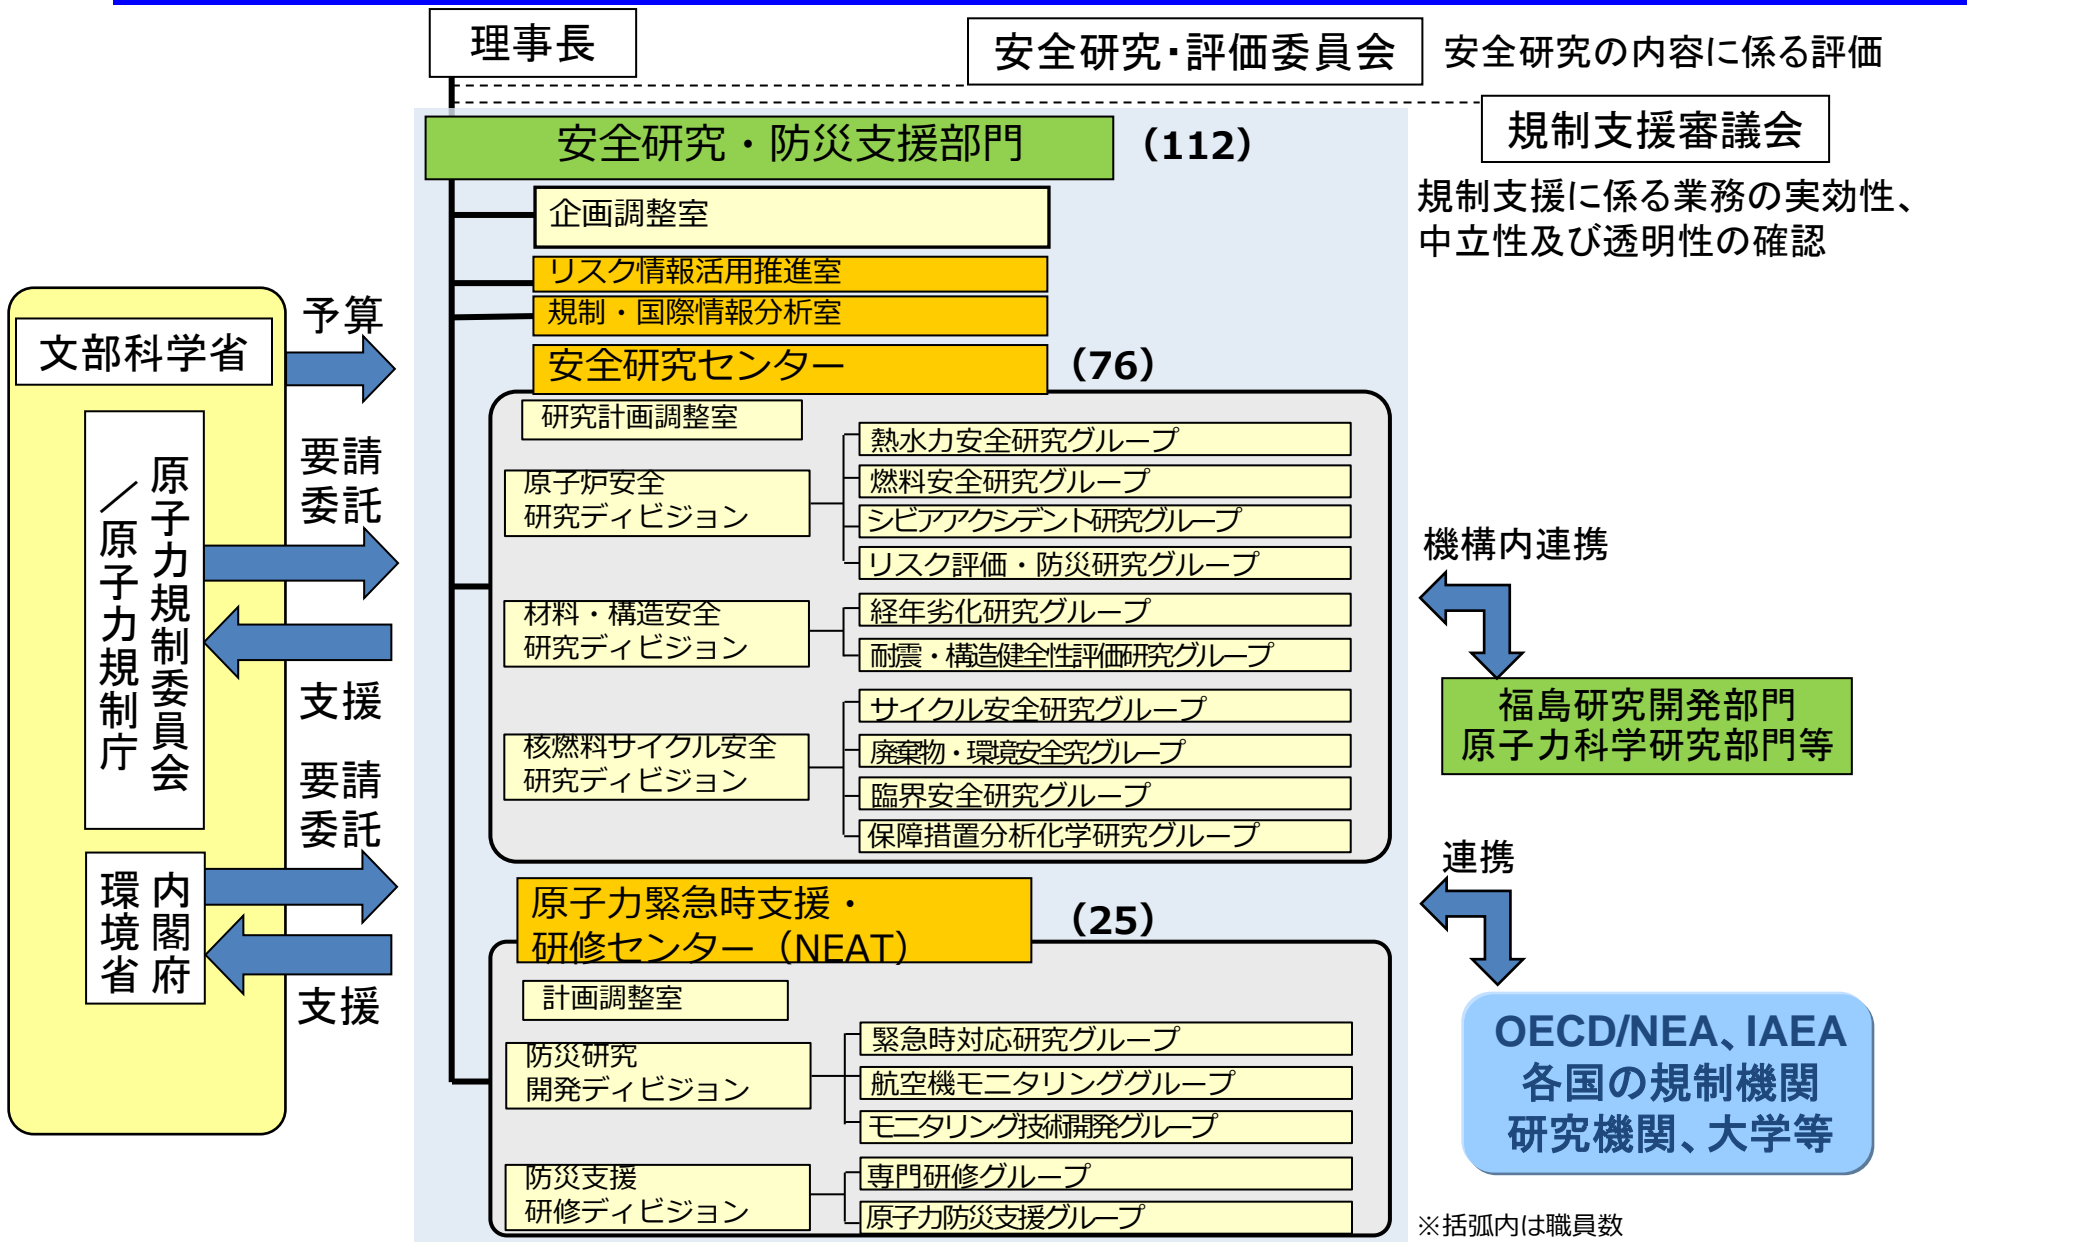 理事長
安全研究・評価委員会
安全研究の内容に係る評価
規制支援審議会
規制支援に係る業務の実効性、
中立性及び透明性の確認
安全研究・防災支援部門
（112）
企画調整室
リスク情報活用推進室
規制・国際情報分析室
安全研究センター
（76）
研究計画調整室
原子炉安全
研究ディビジョン
熱水力安全研究グループ
燃料安全研究グループ
シビアアクシデント研究グループ
リスク評価・防災研究グループ
材料・構造安全
研究ディビジョン
経年劣化研究グループ
耐震・構造健全性評価研究グループ
核燃料サイクル安全
研究ディビジョン
サイクル安全研究グループ
廃棄物・環境安全究グループ
臨界安全研究グループ
保障措置分析化学研究グループ
原子力緊急時支援・
研修センター（NEAT）
（25）
計画調整室
防災研究
開発ディビジョン
緊急時対応研究グループ
航空機モニタリンググループ
モニタリング技術開発グループ
防災支援
研修ディビジョン
専門研修グループ
原子力防災支援グループ
文部科学省
予算
原子力規制委員会
／原子力規制庁
要請
委託
支援
内閣府
環境省
要請
委託
支援
機構内連携
福島研究開発部門
原子力科学研究部門等
連携
OECD/NEA、IAEA
各国の規制機関
研究機関、大学等
※括弧内は職員数